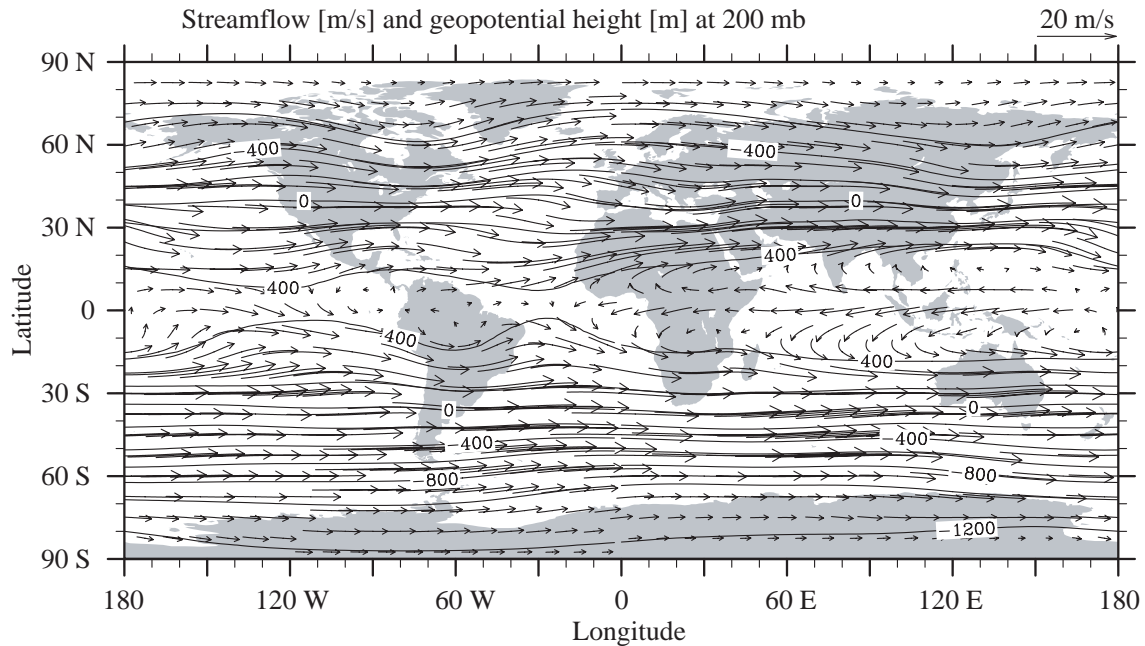 Streamflow [m/s] and geopotential height [m] at 200 mb
20 m/s
90 N
60 N
30 N
0
30 S
60 S
90 S
Latitude
−400
−400
0
0
400
400
400
400
0
0
−400
−400
−800
−800
−1200
180
120 W
60 W
0
60 E
120 E
180
Longitude